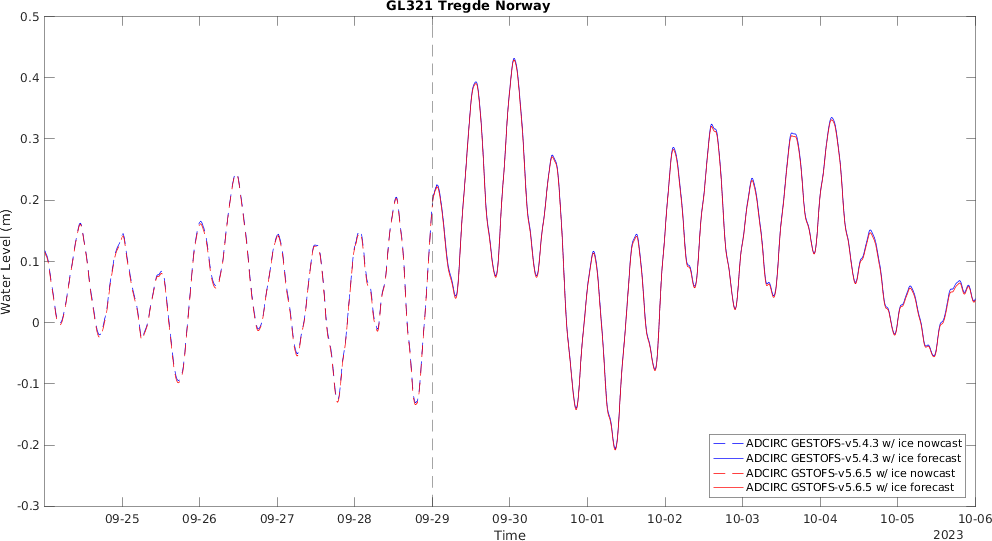 GL321 Tregde Norway
0.5
0.4
0.3
0.2
0.1
0
-0.1
-0.2
-0.3
Water Level (m)
ADCIRC GESTOFS-v5.4.3 w/ ice nowcast
ADCIRC GESTOFS-v5.4.3 w/ ice forecast
ADCIRC GSTOFS-v5.6.5 w/ ice nowcast
ADCIRC GSTOFS-v5.6.5 w/ ice forecast
09-25 09-26 09-27 09-28 09-29 09-30 10-01 10-02 10-03 10-04 10-05 10-06
Time
2023